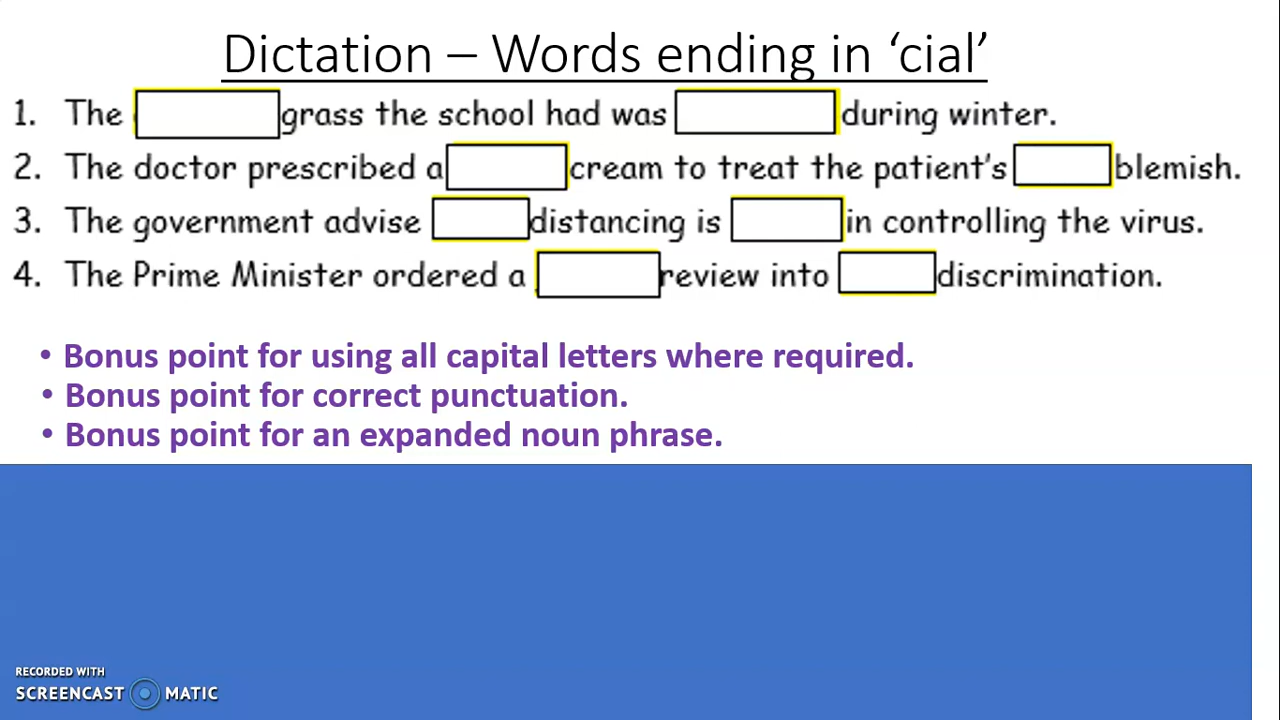 Dictation – Words ending in ‘cial’
1. The grass the school had was during winter.
2. The doctor prescribed a cream to treat the patient's blemish.
3. The government advise distancing is in controlling the virus.
4. The Prime Minister ordered a review into discrimination.
• Bonus point for using all capital letters where required.
• Bonus point for correct punctuation.
• Bonus point for an expanded noun phrase.
RECORDED WITH
SCREENCAST MATIC